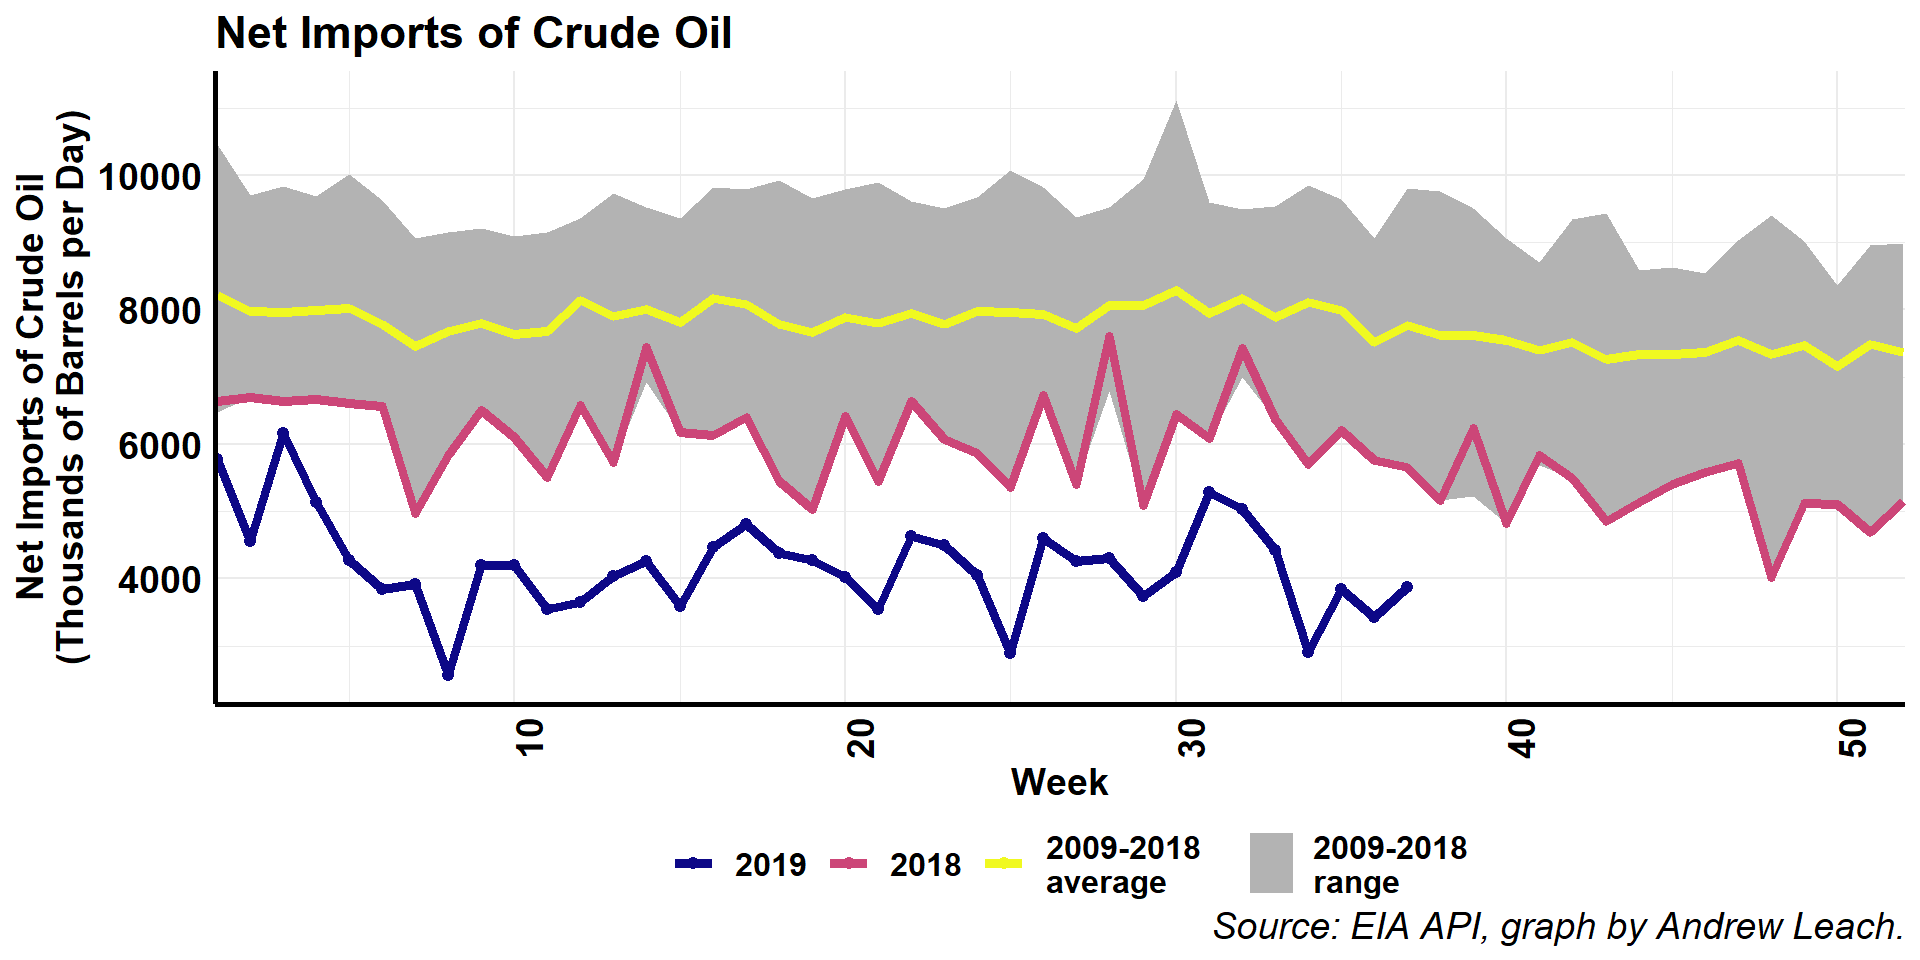 Net Imports of Crude Oil
Net Imports of Crude Oil
(Thousands of Barrels per Day)
10000
8000
6000
4000
10
20
30
40
50
Week
2019
2018
2009-2018
average
2009-2018
range
Source: EIA API, graph by Andrew Leach.